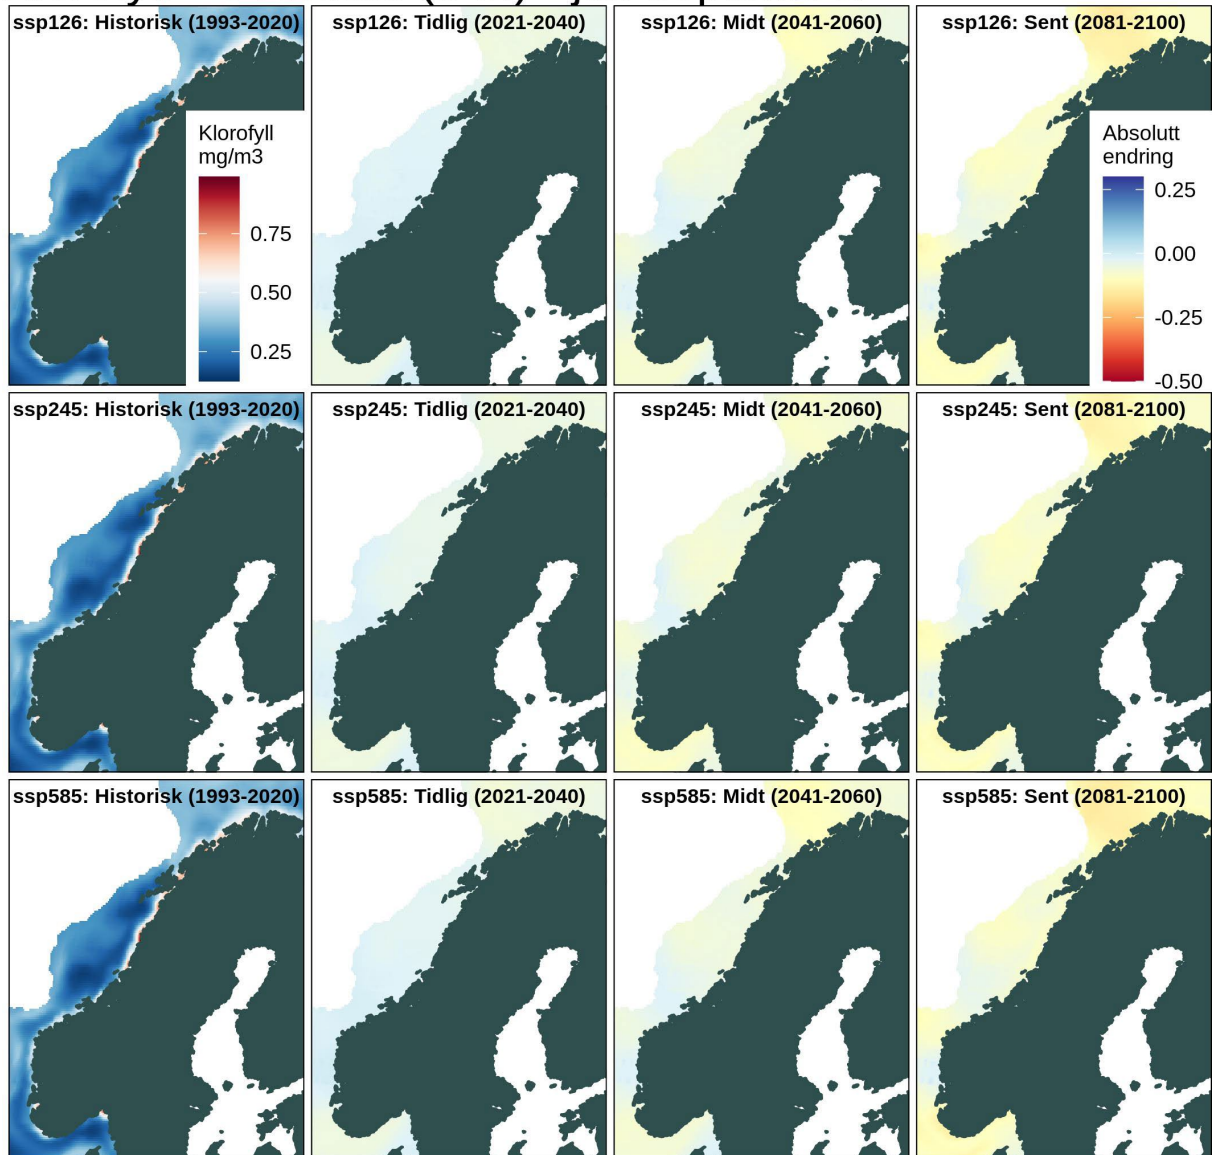 ssp126: Historisk (1993-2020)
ssp126: Tidlig (2021-2040)
ssp126: Midt (2041-2060)
ssp126: Sent (2081-2100)
Klorofyll
mg/m3
0.75
0.50
0.25
Absolutt
endring
0.25
0.00
-0.25
-0.50
ssp245: Historisk (1993-2020)
ssp245: Tidlig (2021-2040)
ssp245: Midt (2041-2060)
ssp245: Sent (2081-2100)
ssp585: Historisk (1993-2020)
ssp585: Tidlig (2021-2040)
ssp585: Midt (2041-2060)
ssp585: Sent (2081-2100)